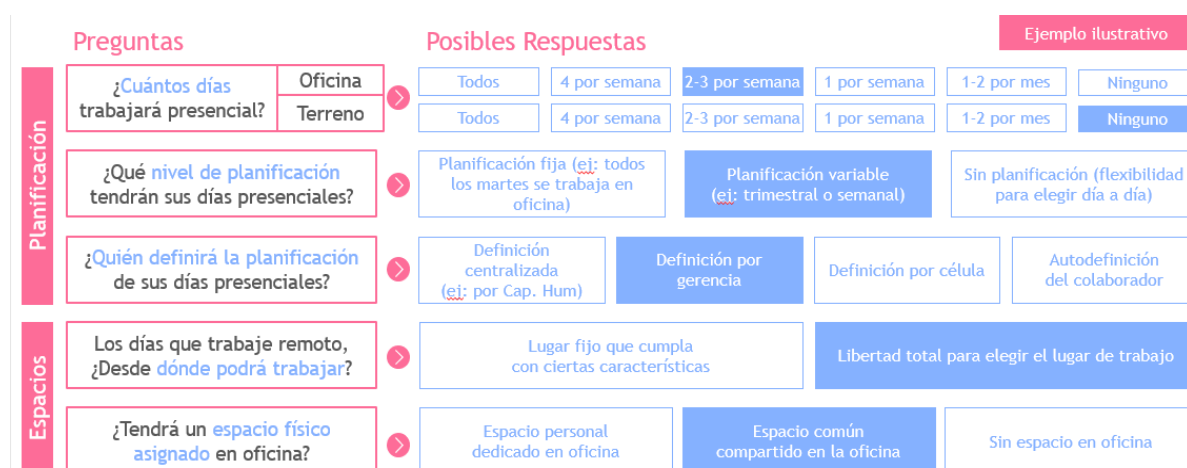 Preguntas
Posibles Respuestas
Ejemplo ilustrativo
Planificación
¿Cuántos días
trabajará presencial?
Oficina
Terreno
Todos
4 por semana
2-3 por semana
1 por semana
1-2 por mes
Ninguno
Todos
4 por semana
2-3 por semana
1 por semana
1-2 por mes
Ninguno
¿Qué nivel de planificación
tendrán sus días presenciales?
Planificación fija (ej: todos
los martes se trabaja en
oficina)
Planificación variable
(ej: trimestral o semanal)
Sin planificación (flexibilidad
para elegir día a día)
¿Quién definirá la planificación
de sus días presenciales?
Definición
centralizada
(ej: por Cap. Hum)
Definición por
gerencia
Definición por célula
Autodefinición
del colaborador
Espacios
Los días que trabaje remoto,
¿Desde dónde podrá trabajar?
Lugar fijo que cumpla
con ciertas características
Libertad total para elegir el lugar de trabajo
¿Tendrá un espacio físico
asignado en oficina?
Espacio personal
dedicado en oficina
Espacio común
compartido en la oficina
Sin espacio en oficina